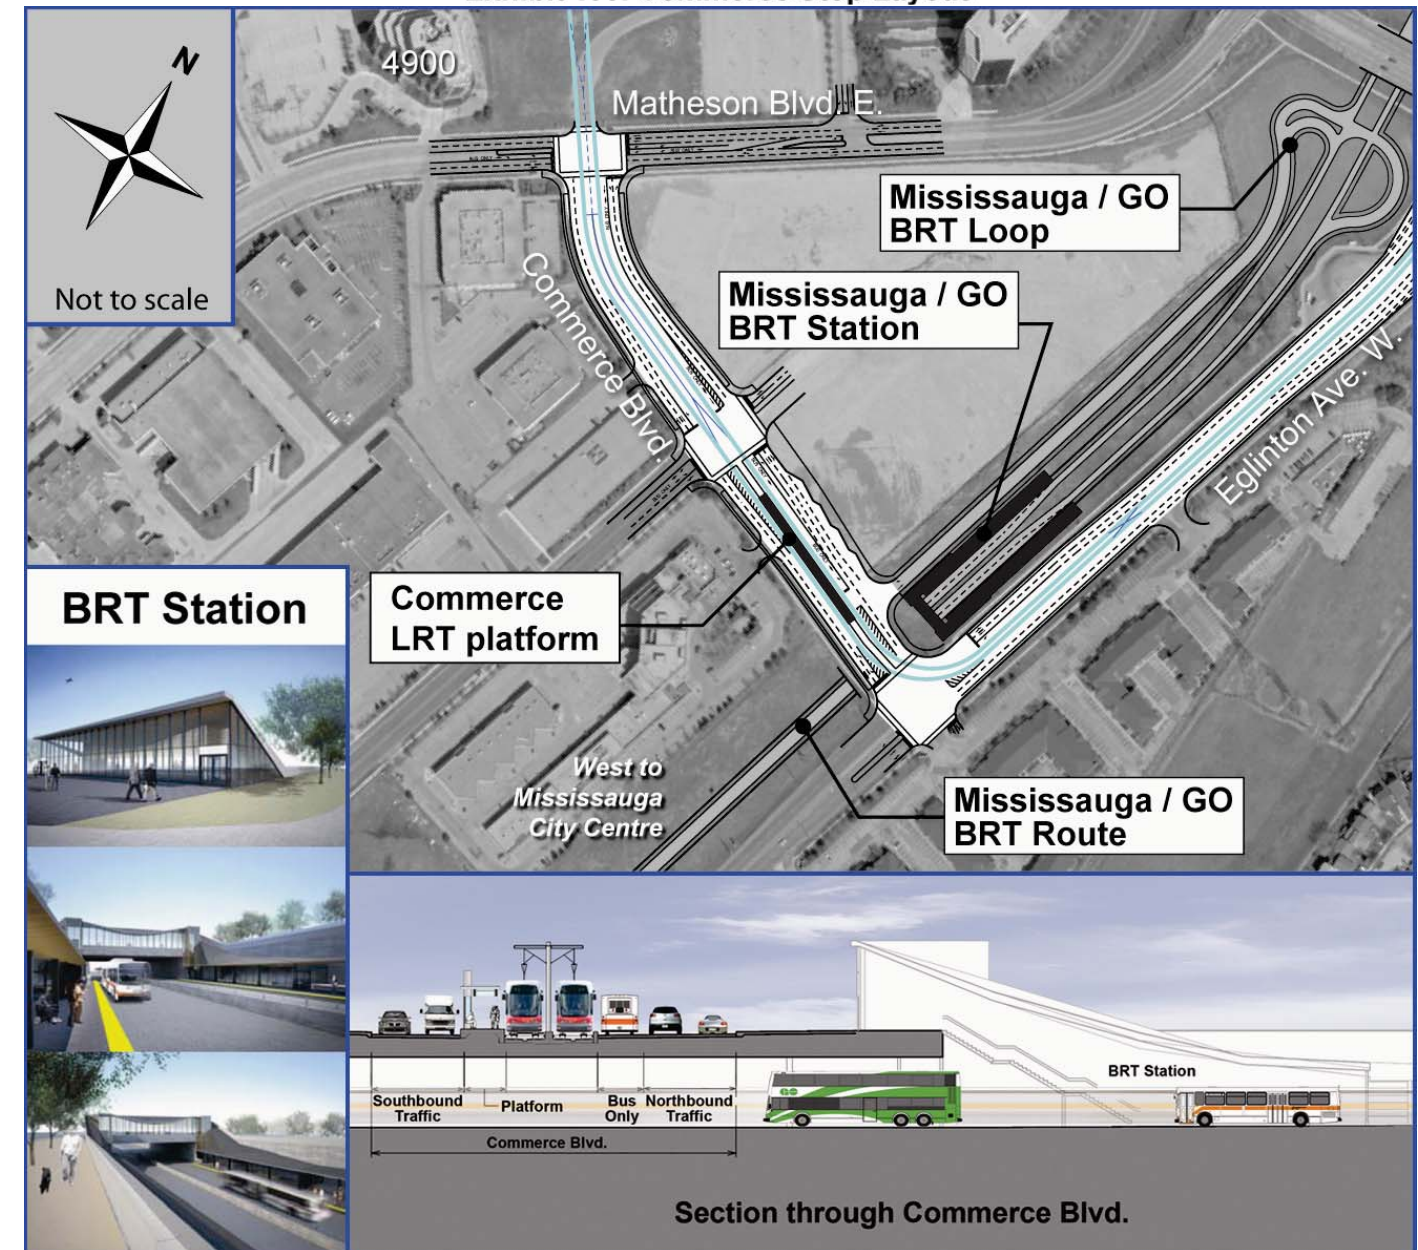 N
Not to scale
4900
Matheson Blvd. E.
Mississauga / GO
BRT Loop
Mississauga / GO
BRT Station
Commerce Blvd.
Eglinton Ave. W.
Commerce
LRT platform
West to
Mississauga
City Centre
Mississauga / GO
BRT Route
BRT Station
BRT Station
Southbound
Traffic
Platform
Bus
Only
Northbound
Traffic
Commerce Blvd.
Section through Commerce Blvd.